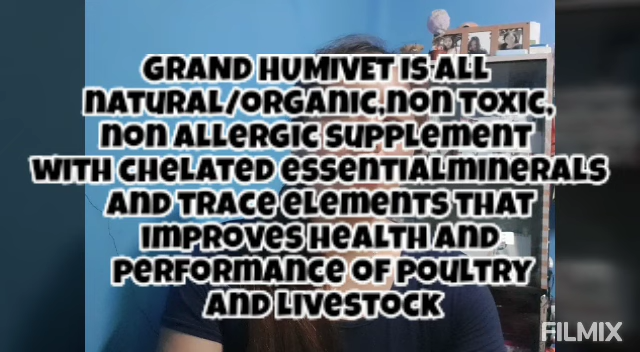 GRAND HUMIVET IS ALL
NATURAL/ORGANIC,NON TOXIC,
NON ALLERGIC SUPPLEMENT
WITH CHELATED ESSENTIALMINERALS
AND TRACE ELEMENTS THAT
IMPROVES HEALTH AND
PERFORMANCE OF POULTRY
AND LIVESTOCK
FILMIX